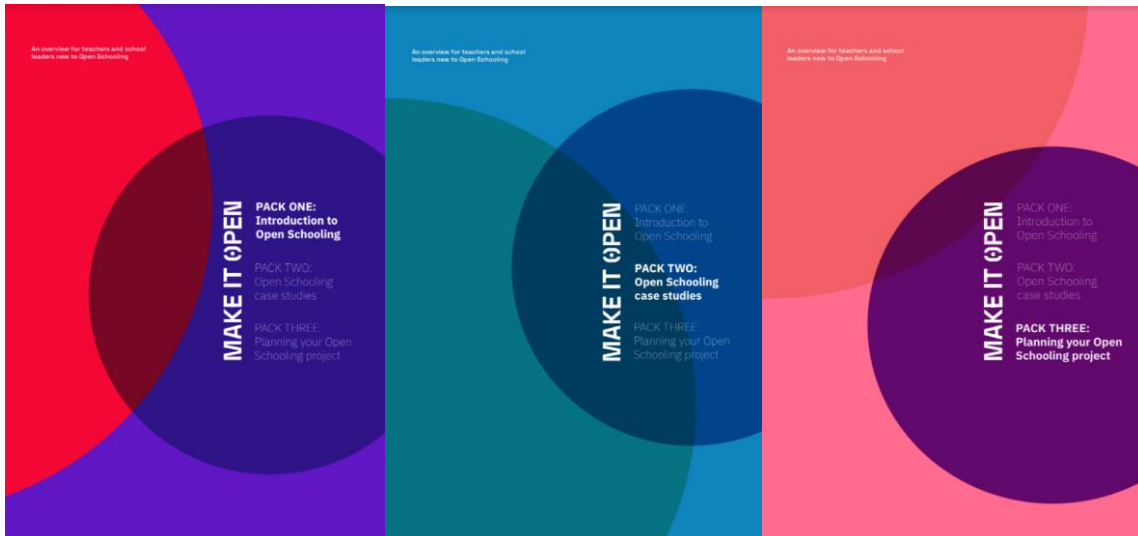 An overview for teachers and school
leaders new to Open Schooling
MAKE IT OPEN
PACK ONE:
Introduction to
Open Schooling
PACK TWO:
Open Schooling
case studies
PACK THREE:
Planning your Open
Schooling project
An overview for teachers and school
leaders new to Open Schooling
MAKE IT OPEN
PACK ONE:
Introduction to
Open Schooling
PACK TWO:
Open Schooling
case studies
PACK THREE:
Planning your Open
Schooling project
An overview for teachers and school
leaders new to Open Schooling
MAKE IT OPEN
PACK ONE:
Introduction to
Open Schooling
PACK TWO:
Open Schooling
case studies
PACK THREE:
Planning your Open
Schooling project